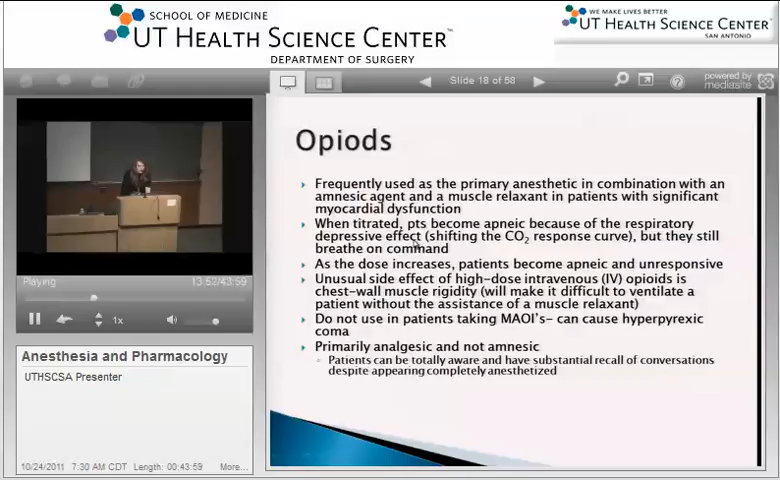 SCHOOL OF MEDICINE
UT HEALTH SCIENCE CENTER™
DEPARTMENT OF SURGERY
WE MAKE LIVES BETTER
UT HEALTH SCIENCE CENTER
SAN ANTONIO
Slide 18 of 58
powered by
mediasite
Opiods
Frequently used as the primary anesthetic in combination with an
amnesic agent and a muscle relaxant in patients with significant
myocardial dysfunction
When titrated, pts become apneic because of the respiratory
depressive effect (shifting the CO2 response curve), but they still
breathe on command
As the dose increases, patients become apneic and unresponsive
Unusual side effect of high-dose intravenous (IV) opioids is
chest-wall muscle rigidity (will make it difficult to ventilate a
patient without the assistance of a muscle relaxant)
Do not use in patients taking MAOI's- can cause hyperpyrexic
coma
Primarily analgesic and not amnesic
Patients can be totally aware and have substantial recall of conversations
despite appearing completely anesthetized
Playing
13:52/43:59
1x
Anesthesia and Pharmacology
UTHSCSA Presenter
10/24/2011 7:30 AM CDT Length: 00:43:59 More...